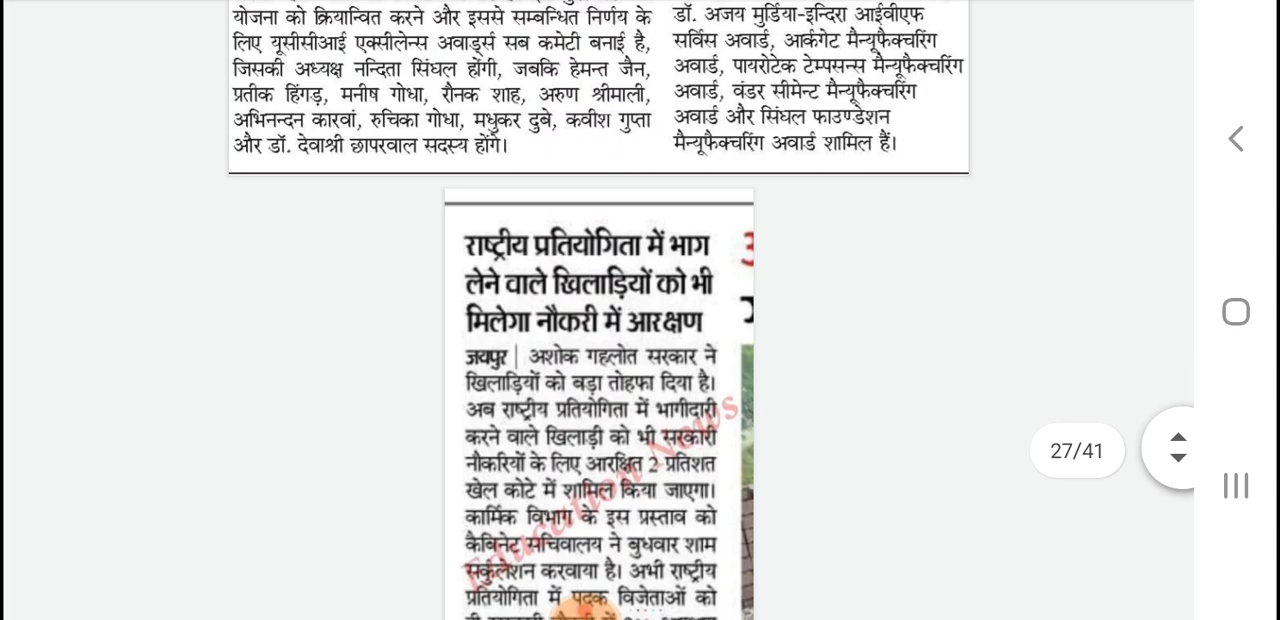 योजना को क्रियान्वित करने और इससे सम्बन्धित निर्णय के
लिए यूसीसीआई एक्सीलेन्स अवार्ड्स सब कमेटी बनाई है,
जिसकी अध्यक्ष नन्दिता सिंघल होंगी, जबकि हेमन्त जैन,
प्रतीक हिंगड़, मनीष गोधा, रौनक शाह, अरुण श्रीमाली,
अभिनन्दन कारवां, रुचिका गोधा, मधुकर दुबे, कवीश गुप्ता
और डॉ. देवाश्री छापरवाल सदस्य होंगे।
डॉ. अजय मुर्डिया-इन्दिरा आईवीएफ
सर्विस अवार्ड, आर्कगेट मैन्यूफैक्चरिंग
अवार्ड, पायरोटेक टेम्पसन्स मैन्यूफैक्चरिंग
अवार्ड, वंडर सीमेन्ट मैन्यूफैक्चरिंग
अवार्ड और सिंघल फाउण्डेशन
मैन्यूफैक्चरिंग अवार्ड शामिल हैं।
राष्ट्रीय प्रतियोगिता में भाग
लेने वाले खिलाड़ियों को भी
मिलेगा नौकरी में आरक्षण
जयपुर | अशोक गहलोत सरकार ने
खिलाड़ियों को बड़ा तोहफा दिया है।
अब राष्ट्रीय प्रतियोगिता में भागीदारी
करने वाले खिलाड़ी को भी सरकारी
नौकरियों के लिए आरक्षित 2 प्रतिशत
खेल कोटे में शामिल किया जाएगा।
कार्मिक विभाग के इस प्रस्ताव को
कैबिनेट सचिवालय ने बुधवार शाम
सर्कुलेशन करवाया है। अभी राष्ट्रीय
प्रतियोगिता में पदक विजेताओं को
Education News
27/41